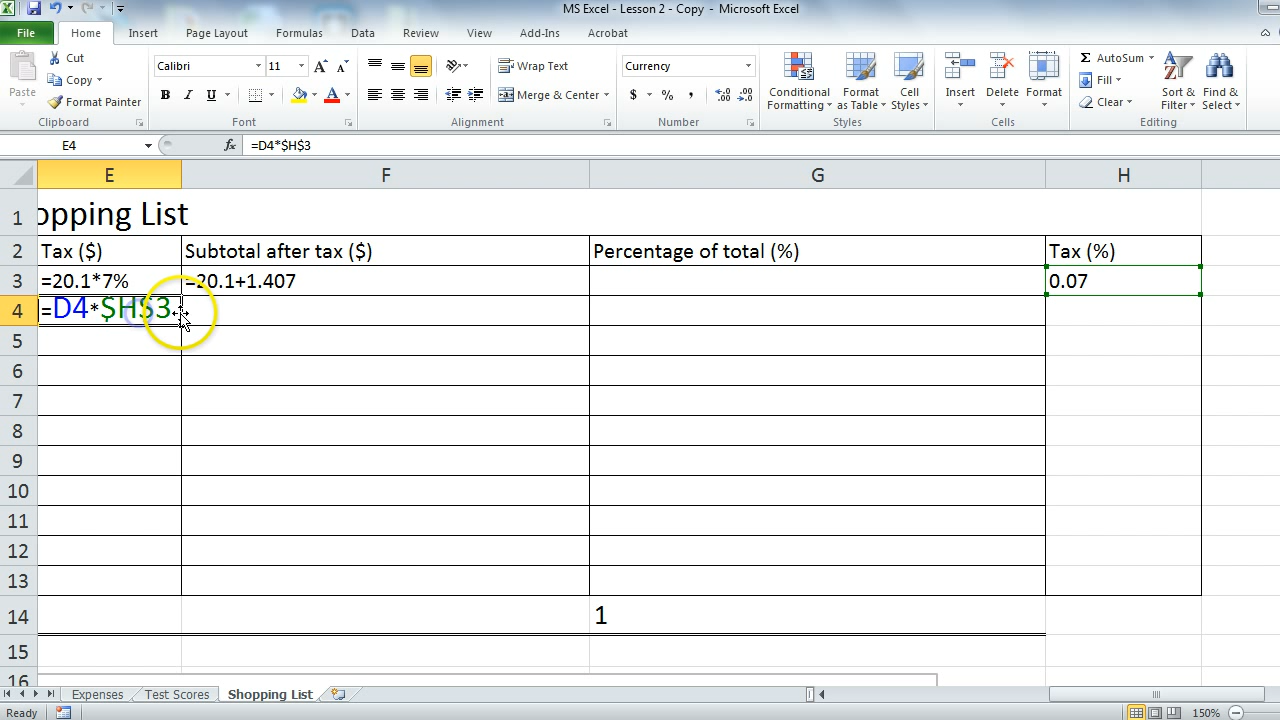 MS Excel - Lesson 2 - Copy - Microsoft Excel
File Home Insert Page Layout Formulas Data Review View Add-Ins Acrobat
Paste
Cut
Copy
Format Painter
Clipboard
Calibri 11
B I U
Font
Wrap Text
Merge & Center
Alignment
Currency
$ % ,
Number
Conditional Formatting
Format as Table
Cell Styles
Styles
Insert Delete Format
Cells
Σ AutoSum
Fill
Clear
Sort & Filter
Find & Select
Editing
E4 fx =D4*$H$3
E F G H
1 opping List
2 Tax ($) Subtotal after tax ($) Percentage of total (%) Tax (%)
3 =20.1*7% =20.1+1.407 0.07
4 =D4*$H$3
5
6
7
8
9
10
11
12
13
14 1
15
16
Expenses Test Scores Shopping List
Ready 150%